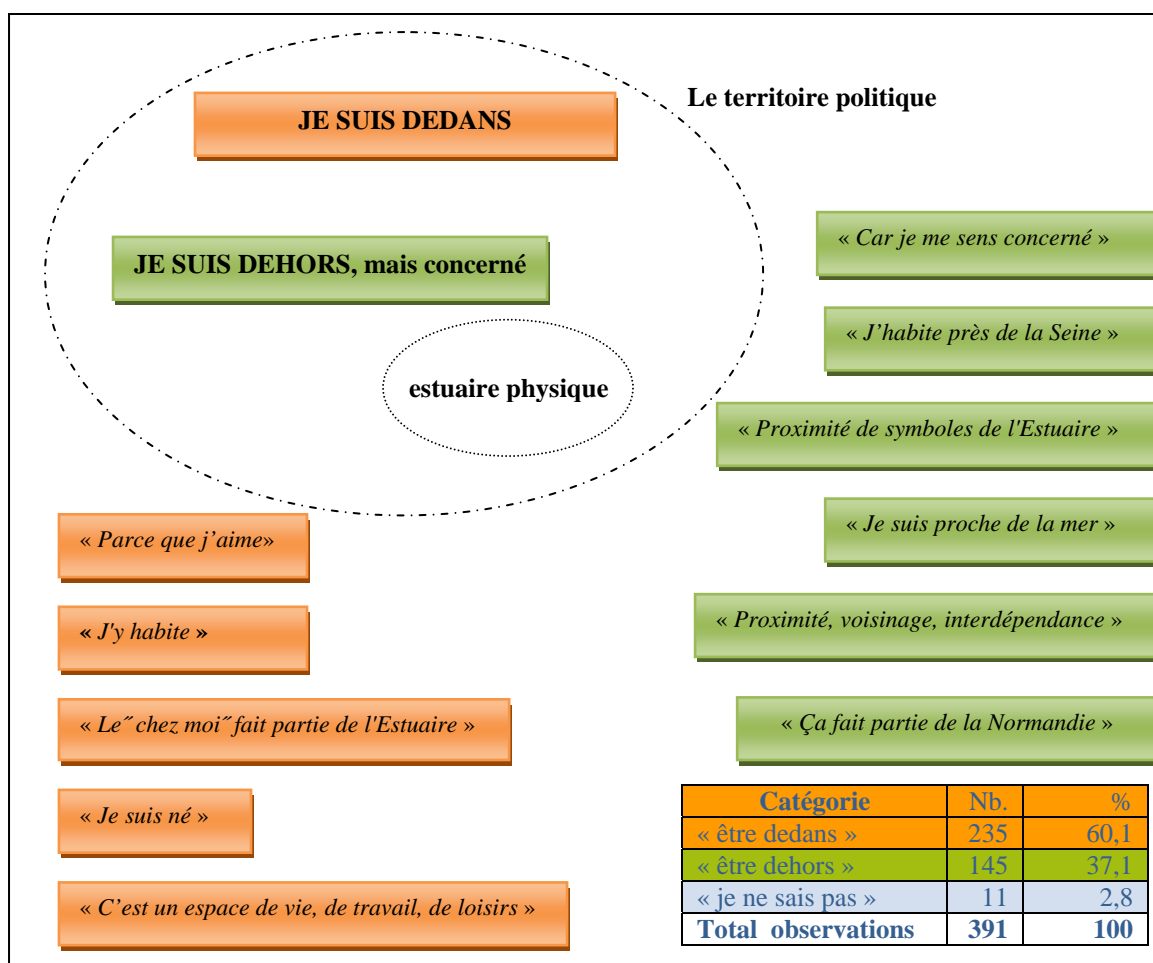 Le territoire politique
JE SUIS DEDANS
JE SUIS DEHORS, mais concerné
estuaire physique
« Car je me sens concerné »
« J’habite près de la Seine »
« Proximité de symboles de l'Estuaire »
« Je suis proche de la mer »
« Proximité, voisinage, interdépendance »
« Ça fait partie de la Normandie »
« Parce que j’aime»
« J'y habite »
« Le˝ chez moi˝ fait partie de l'Estuaire »
« Je suis né »
« C’est un espace de vie, de travail, de loisirs »
Catégorie Nb. %
« être dedans » 235 60,1
« être dehors » 145 37,1
« je ne sais pas » 11 2,8
Total observations 391 100